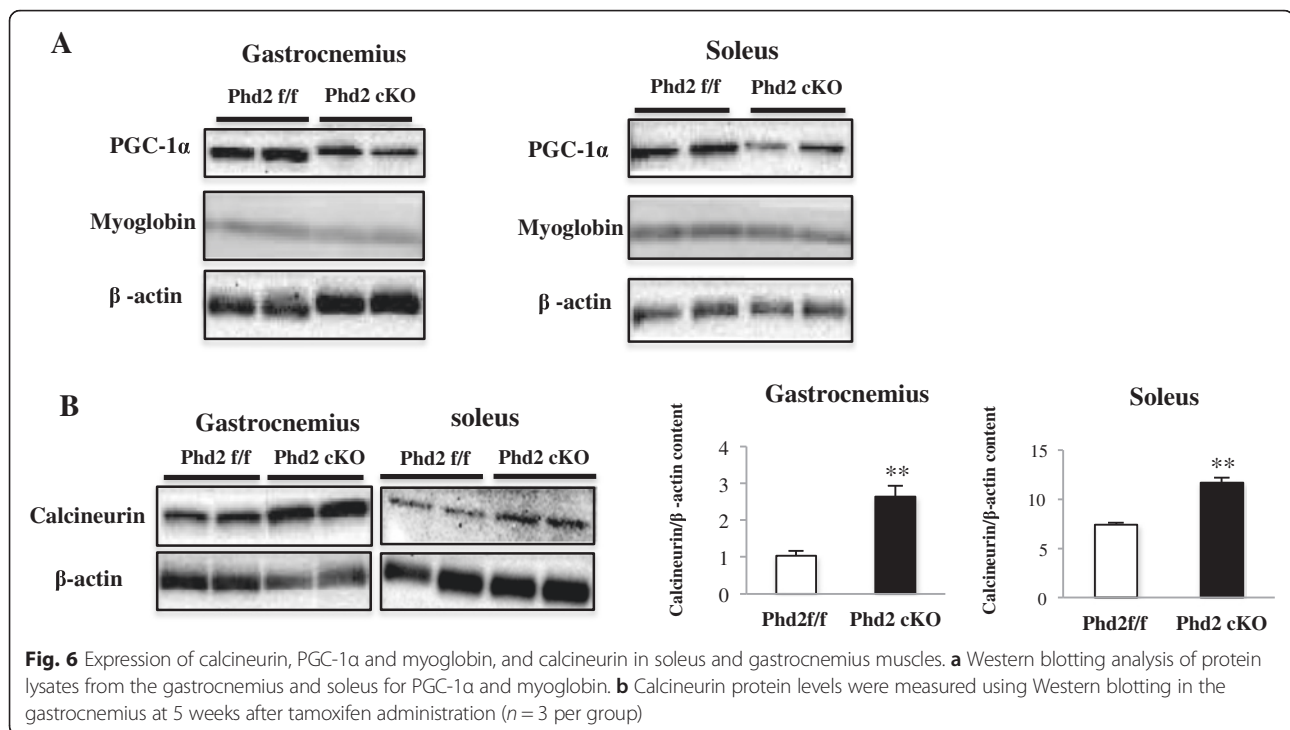 A
Gastrocnemius
Soleus
Phd2 f/f Phd2 cKO
Phd2 f/f Phd2 cKO
PGC-1α
PGC-1α
Myoglobin
Myoglobin
β -actin
β -actin
B
Gastrocnemius
soleus
Phd2 f/f Phd2 cKO
Phd2 f/f Phd2 cKO
Calcineurin
β-actin
Gastrocnemius
Calcineurin/β -actin content
4
3
2
1
0
**
Phd2f/f Phd2 cKO
Soleus
Calcineurin/β-actin content
15
10
5
0
**
Phd2f/f Phd2 cKO
Fig. 6 Expression of calcineurin, PGC-1α and myoglobin, and calcineurin in soleus and gastrocnemius muscles. a Western blotting analysis of protein
lysates from the gastrocnemius and soleus for PGC-1α and myoglobin. b Calcineurin protein levels were measured using Western blotting in the
gastrocnemius at 5 weeks after tamoxifen administration (n = 3 per group)